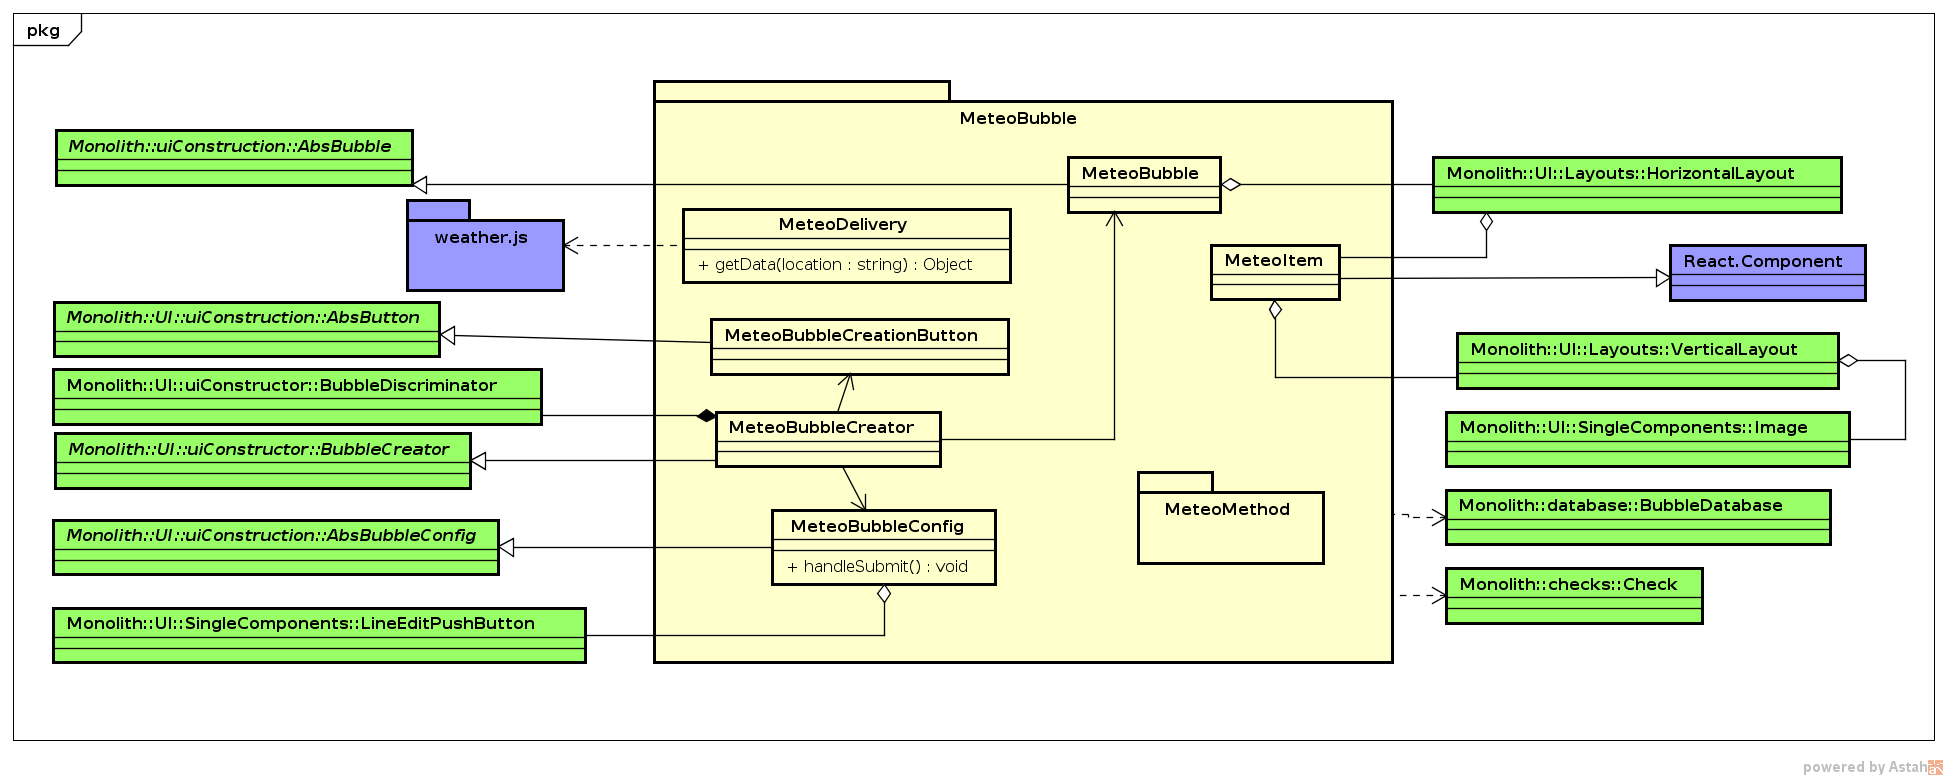 pkg
MeteoBubble
Monolith::uiConstruction::AbsBubble
MeteoBubble
Monolith::UI::Layouts::HorizontalLayout
weather.js
MeteoDelivery
+ getData(location : string) : Object
MeteoItem
React.Component
Monolith::UI::uiConstruction::AbsButton
MeteoBubbleCreationButton
Monolith::UI::Layouts::VerticalLayout
Monolith::UI::uiConstructor::BubbleDiscriminator
MeteoBubbleCreator
Monolith::UI::SingleComponents::Image
Monolith::UI::uiConstructor::BubbleCreator
MeteoMethod
Monolith::database::BubbleDatabase
Monolith::UI::uiConstruction::AbsBubbleConfig
MeteoBubbleConfig
+ handleSubmit() : void
Monolith::checks::Check
Monolith::UI::SingleComponents::LineEditPushButton
powered by Astah